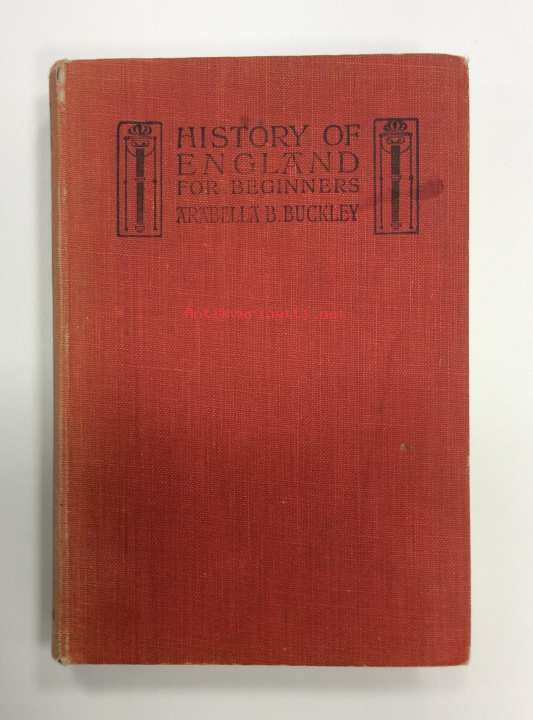 HISTORY OF
ENGLAND
FOR BEGINNERS
ARABELLA B. BUCKLEY